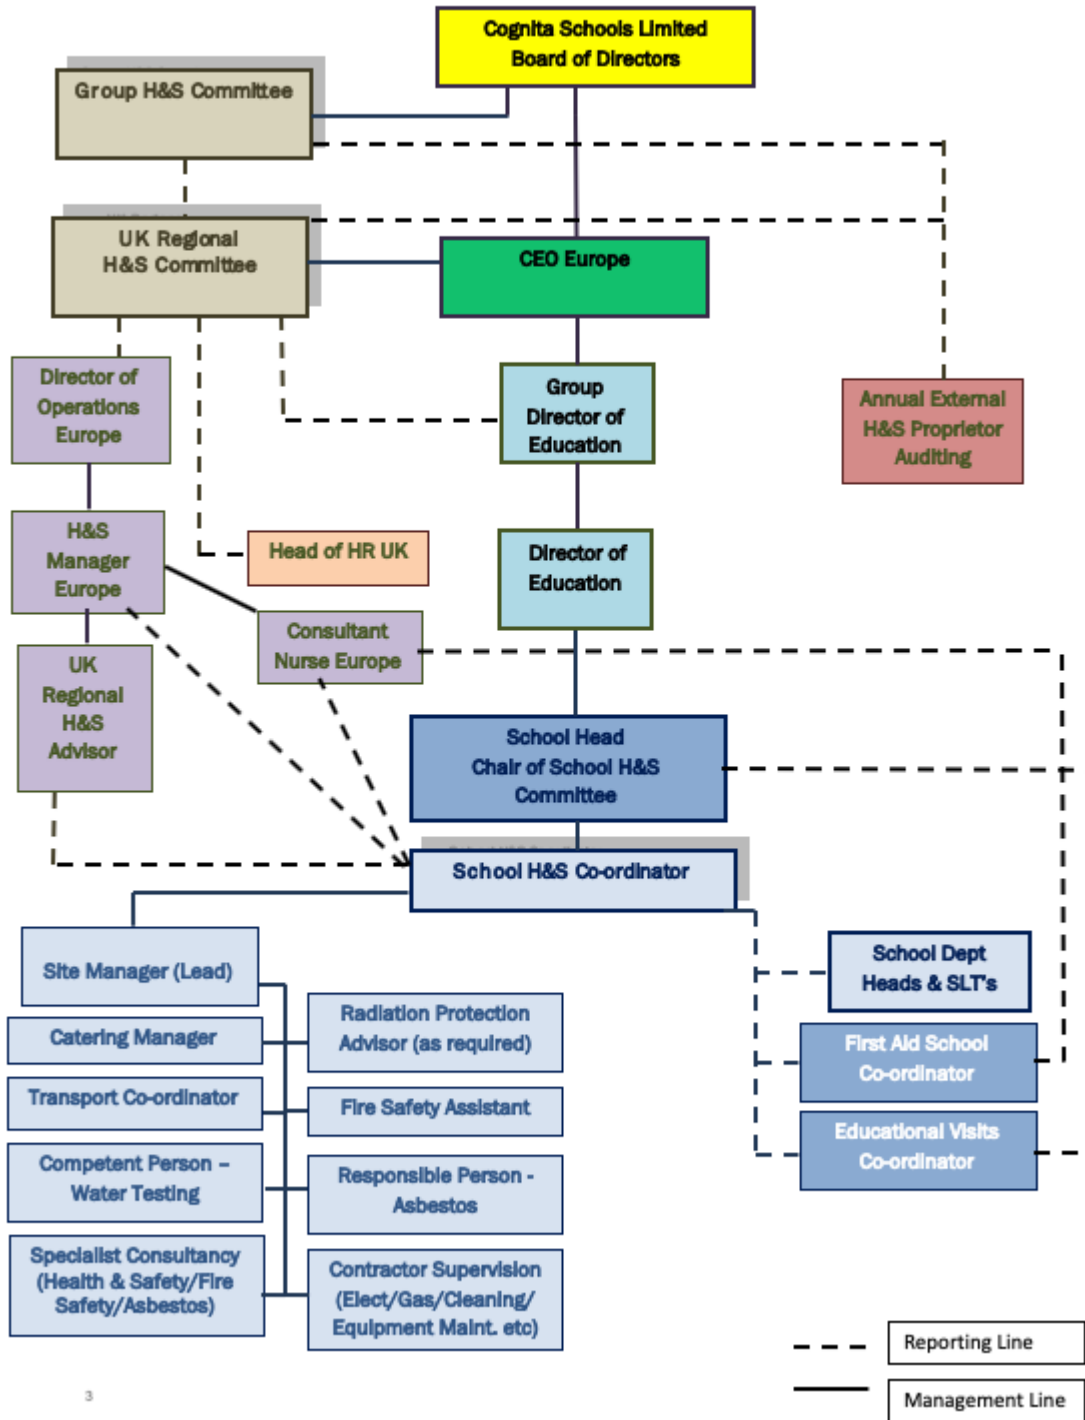 Cognita Schools Limited
Board of Directors
Group H&S Committee
UK Regional
H&S Committee
CEO Europe
Director of
Operations
Europe
Group
Director of
Education
Annual External
H&S Proprietor
Auditing
H&S
Manager
Europe
Head of HR UK
Director of
Education
Consultant
Nurse Europe
UK
Regional
H&S
Advisor
School Head
Chair of School H&S
Committee
School H&S Co-ordinator
Site Manager (Lead)
School Dept
Heads & SLT's
Catering Manager
Radiation Protection
Advisor (as required)
First Aid School
Co-ordinator
Transport Co-ordinator
Fire Safety Assistant
Educational Visits
Co-ordinator
Competent Person –
Water Testing
Responsible Person -
Asbestos
Specialist Consultancy
(Health & Safety/Fire
Safety/Asbestos)
Contractor Supervision
(Elect/Gas/Cleaning/
Equipment Maint. etc)
Reporting Line
Management Line
3